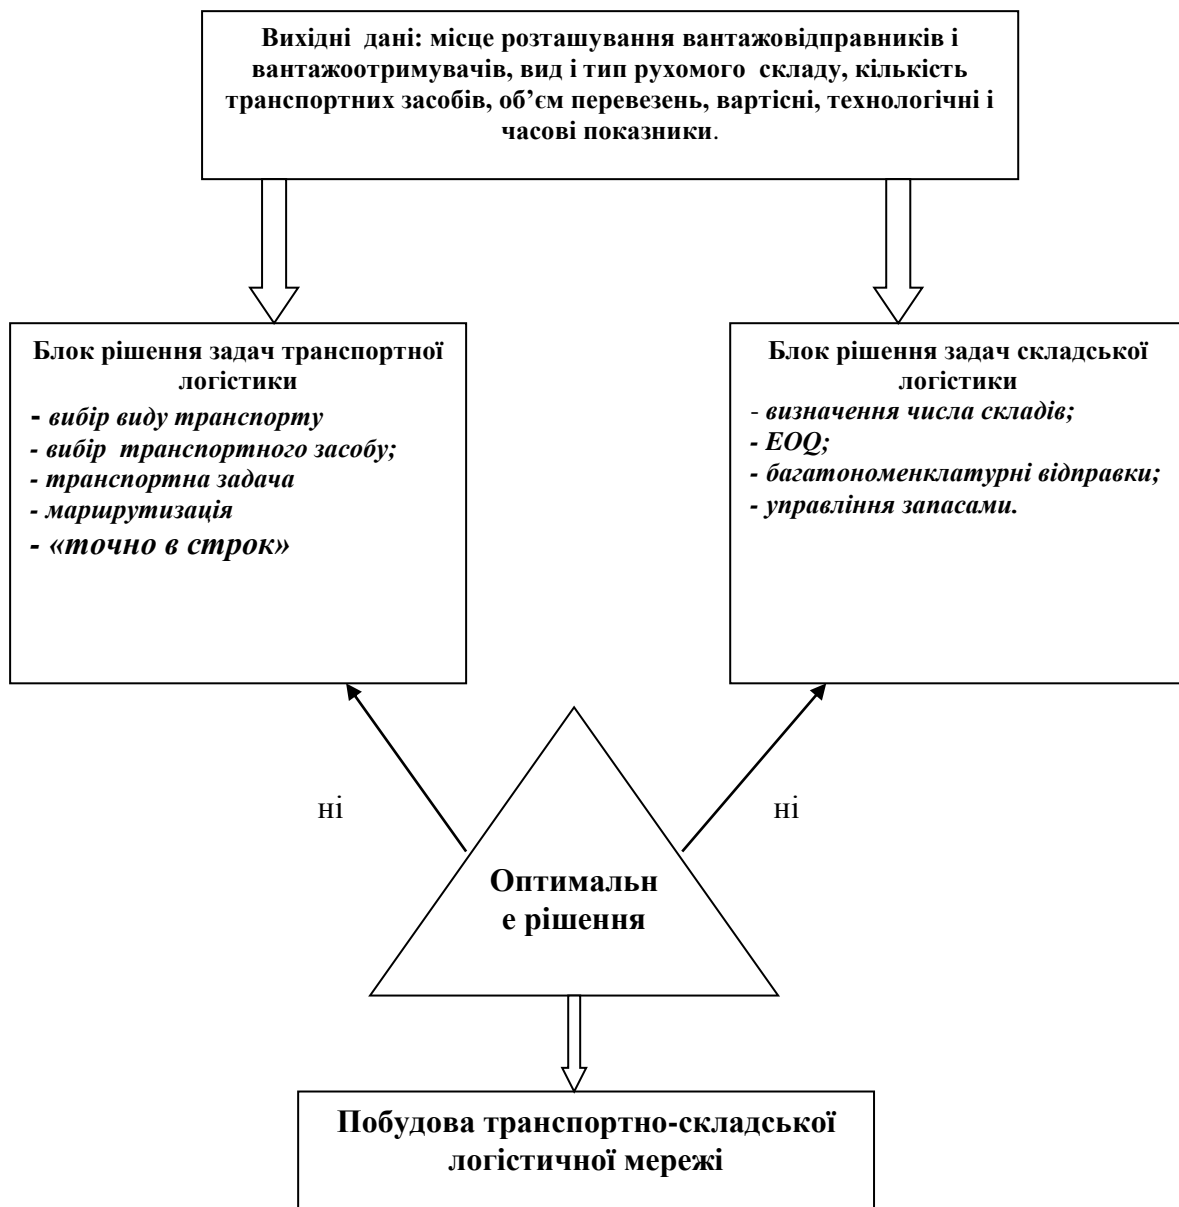 Вихідні дані: місце розташування вантажовідправників і
вантажоотримувачів, вид і тип рухомого складу, кількість
транспортних засобів, об’єм перевезень, вартісні, технологічні і
часові показники.
Блок рішення задач транспортної
логістики
- вибір виду транспорту
- вибір транспортного засобу;
- транспортна задача
- маршрутизація
- «точно в строк»
Блок рішення задач складської
логістики
- визначення числа складів;
- EOQ;
- багатономенклатурні відправки;
- управління запасами.
ні
ні
Оптимальн
е рішення
Побудова транспортно-складської
логістичної мережі